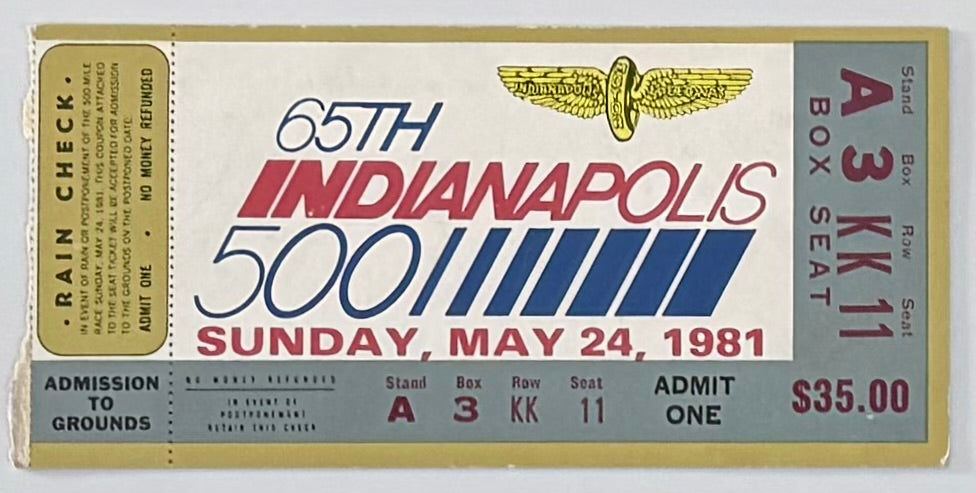 • RAIN CHECK •
IN EVENT OF RAIN OR POSTPONEMENT OF THE 500 MILE
RACE SUNDAY, MAY 24, 1981, THIS COUPON ATTACHED
TO THE SEAT TICKET WILL BE ACCEPTED FOR ADMISSION
TO THE GROUNDS ON THE POSTPONED DATE.
ADMIT ONE • NO MONEY REFUNDED
ADMISSION
TO
GROUNDS
INDIANAPOLIS SPEEDWAY
65TH
INDIANAPOLIS
500
SUNDAY, MAY 24, 1981
NO MONEY REFUNDED
IN EVENT OF
POSTPONEMENT
RETAIN THIS CHECK
Stand Box Row Seat
A 3 KK 11
ADMIT
ONE
Stand Box Row Seat
A 3 KK 11
BOX SEAT
$35.00